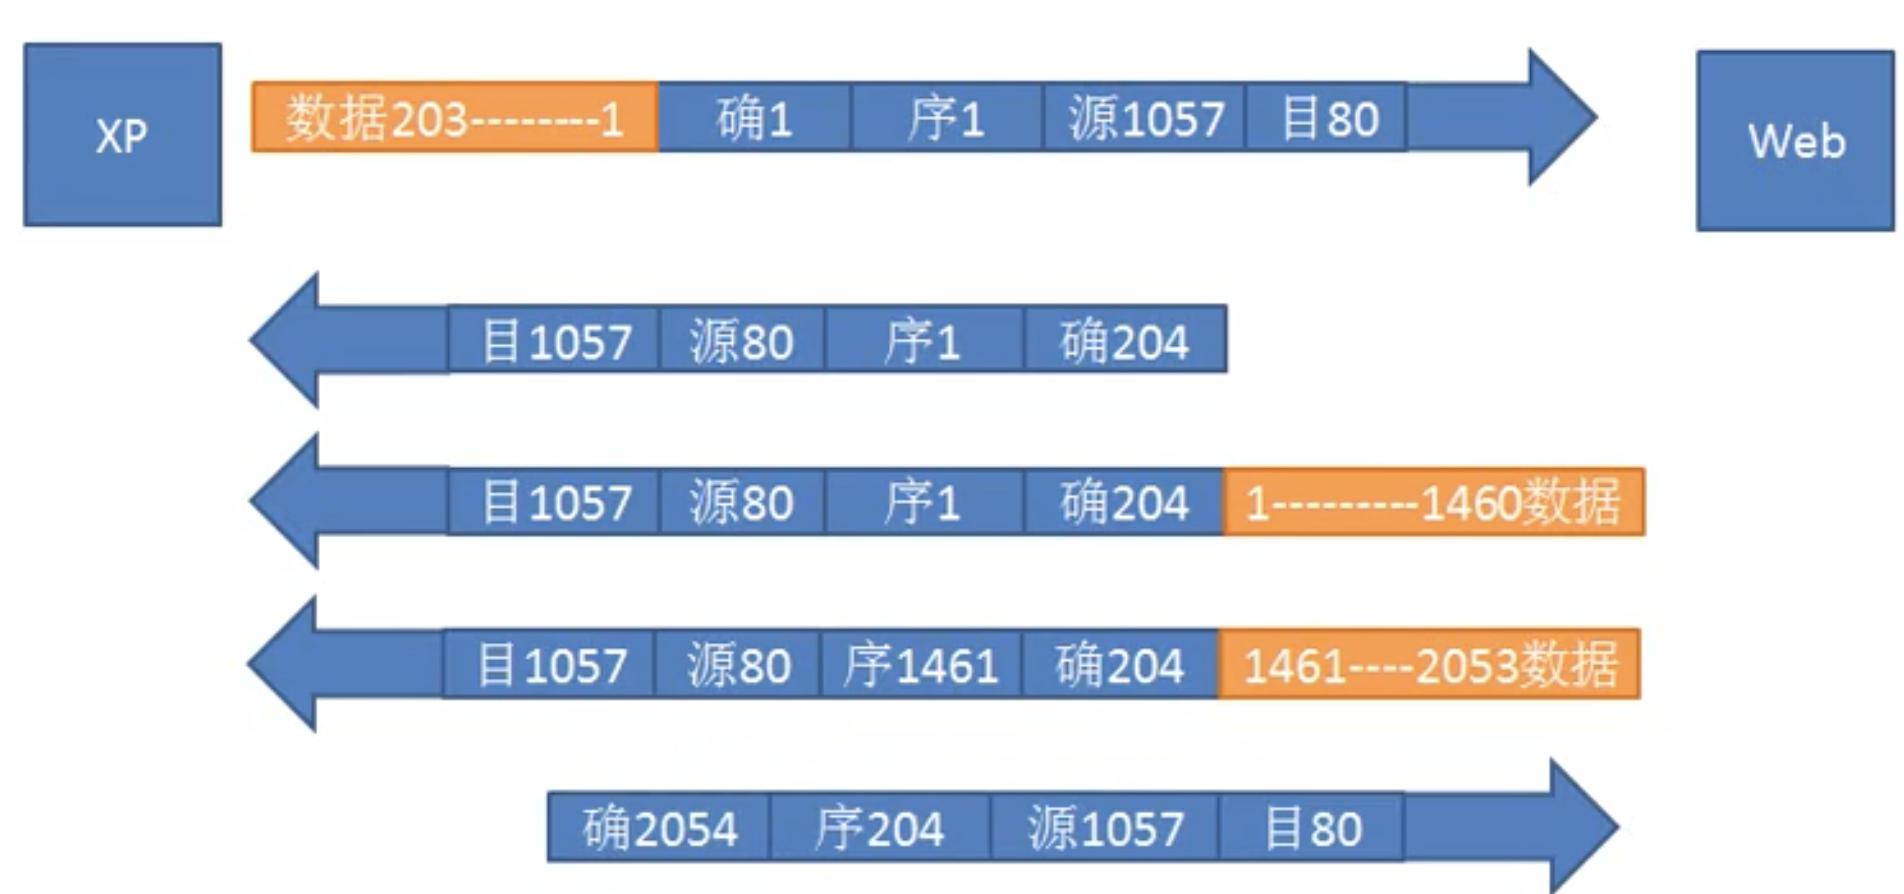 XP
数据203--------1 确1 序1 源1057 目80
Web
目1057 源80 序1 确204
目1057 源80 序1 确204 1---------1460数据
目1057 源80 序1461 确204 1461----2053数据
确2054 序204 源1057 目80